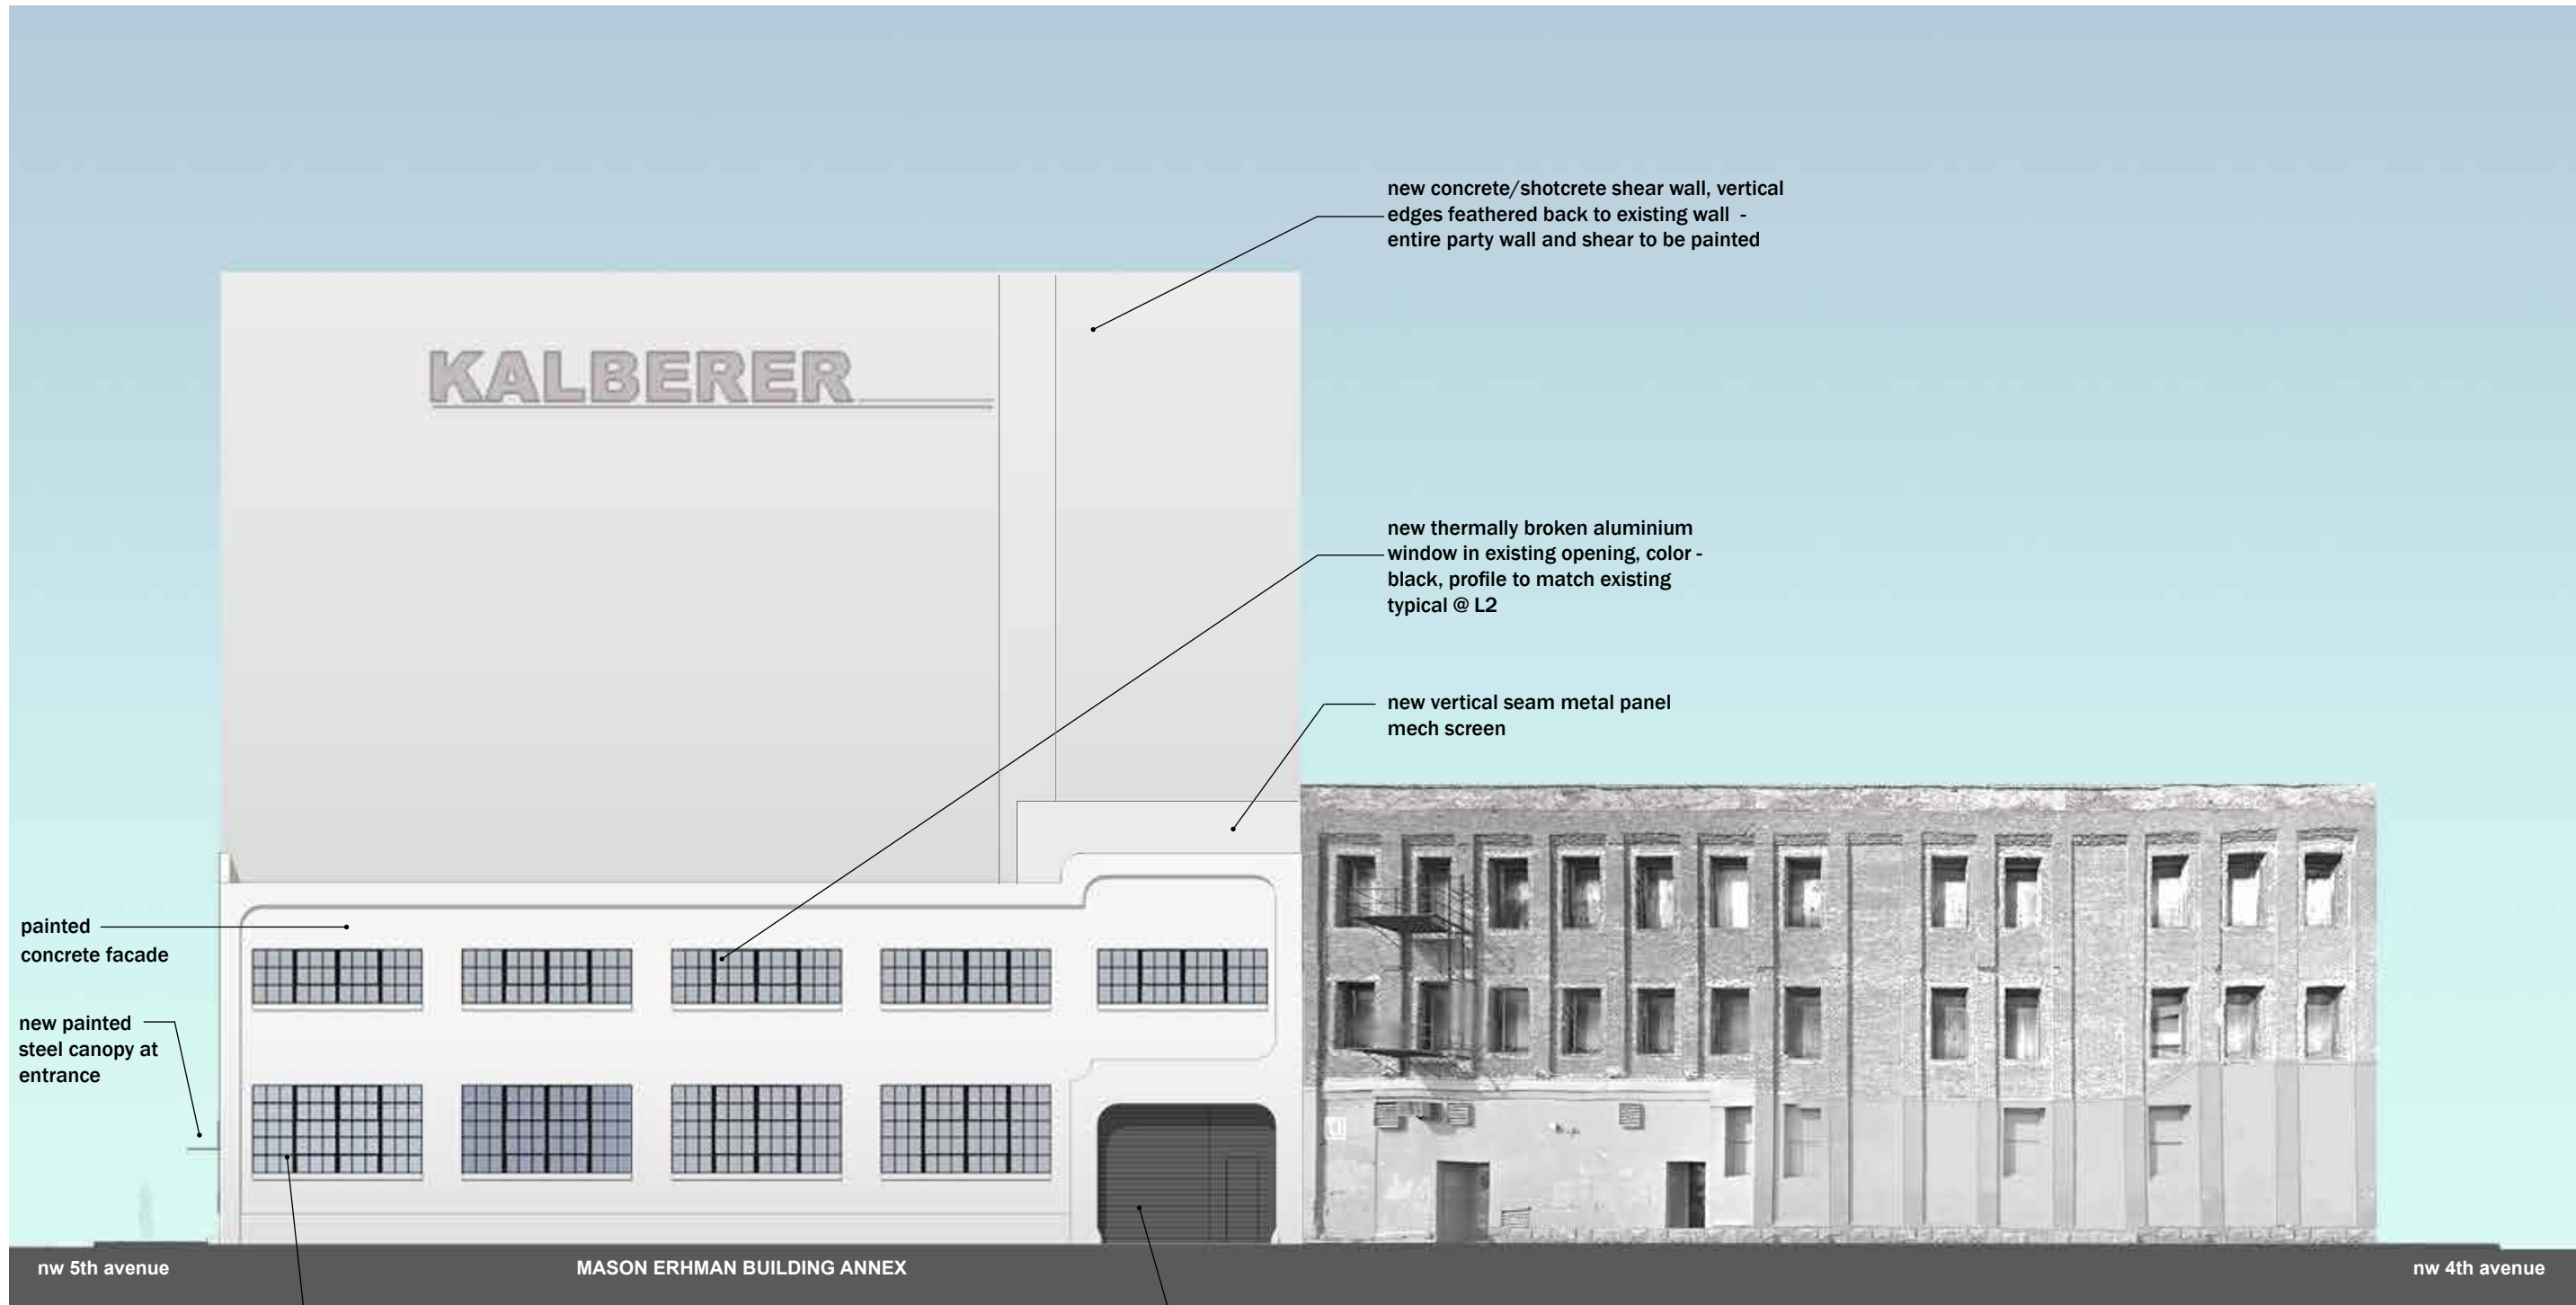 new concrete/shotcrete shear wall, vertical
edges feathered back to existing wall -
entire party wall and shear to be painted
KALBERER
new thermally broken aluminium
window in existing opening, color -
black, profile to match existing
typical @ L2
new vertical seam metal panel
mech screen
painted
concrete facade
new painted
steel canopy at
entrance
nw 5th avenue
MASON ERHMAN BUILDING ANNEX
nw 4th avenue